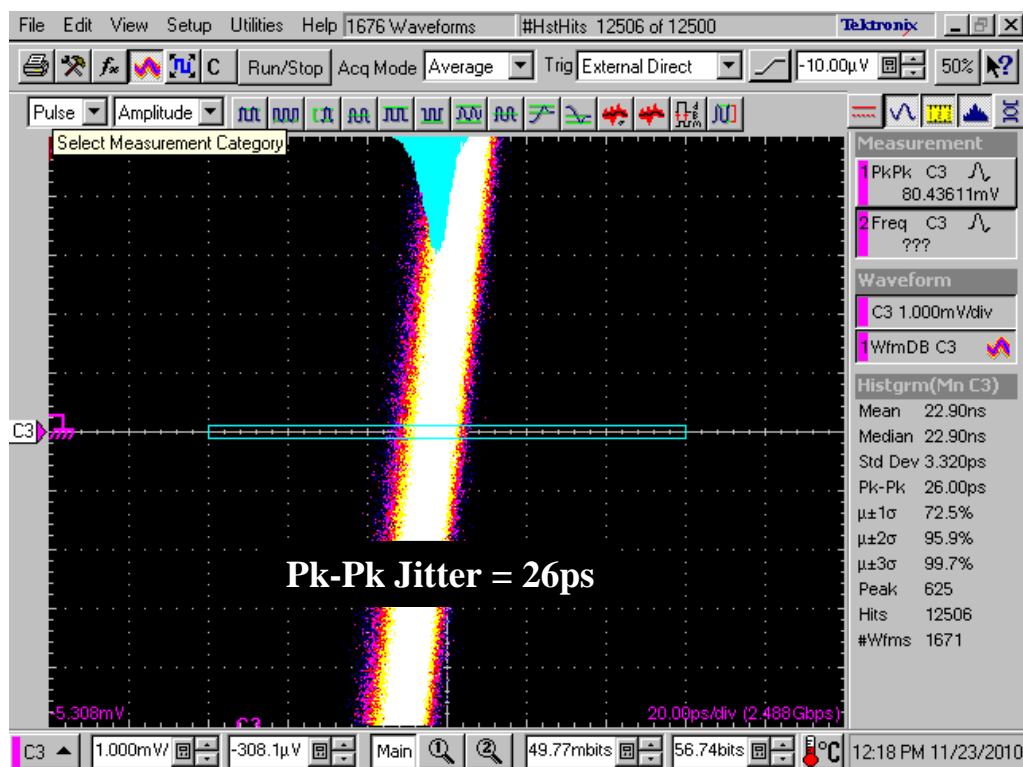 File Edit View Setup Utilities Help 1676 Waveforms #HstHits 12506 of 12500 Tektronix
C Run/Stop Acq Mode Average Trig External Direct -10.00µV 50%
Pulse Amplitude
Select Measurement Category
Measurement
1 PkPk C3
80.43611mV
2 Freq C3
???
Waveform
C3 1.000mV/div
1 WfmDB C3
Histgrm(Mn C3)
Mean 22.90ns
Median 22.90ns
Std Dev 3.320ps
Pk-Pk 26.00ps
µ±1σ 72.5%
µ±2σ 95.9%
µ±3σ 99.7%
Peak 625
Hits 12506
#Wfms 1671
C3
Pk-Pk Jitter = 26ps
-5.308mV C3 20.00ps/div (2.488Gbps)
C3 1.000mV/ -308.1µV Main 1 2 49.77mbits 56.74bits °C 12:18 PM 11/23/2010